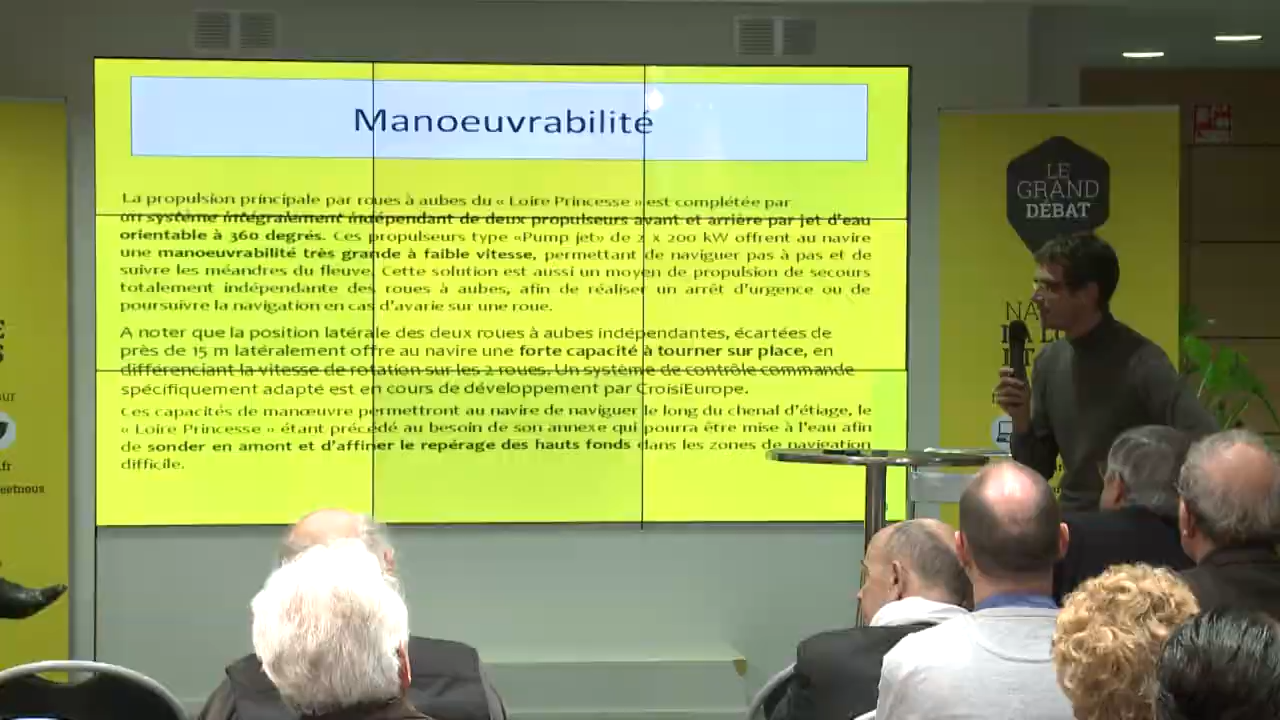 Manoeuvrabilité
La propulsion principale par roues à aubes du « Loire Princesse » est complétée par
un système intégralement indépendant de deux propulseurs avant et arrière par jet d'eau
orientable à 360 degrés. Ces propulseurs type «Pump jet» de 2 x 200 kW offrent au navire
une manoeuvrabilité très grande à faible vitesse, permettant de naviguer pas à pas et de
suivre les méandres du fleuve. Cette solution est aussi un moyen de propulsion de secours
totalement indépendante des roues à aubes, afin de réaliser un arrêt d'urgence ou de
poursuivre la navigation en cas d'avarie sur une roue.
A noter que la position latérale des deux roues à aubes indépendantes, écartées de
près de 15 m latéralement offre au navire une forte capacité à tourner sur place, en
différenciant la vitesse de rotation sur les 2 roues. Un système de contrôle commande
spécifiquement adapté est en cours de développement par CroisiEurope.
Ces capacités de manœuvre permettront au navire de naviguer le long du chenal d'étiage, le
« Loire Princesse » étant précédé au besoin de son annexe qui pourra être mise à l'eau afin
de sonder en amont et d'affiner le repérage des hauts fonds dans les zones de navigation
difficile.
LE
GRAND
DÉBAT
NA